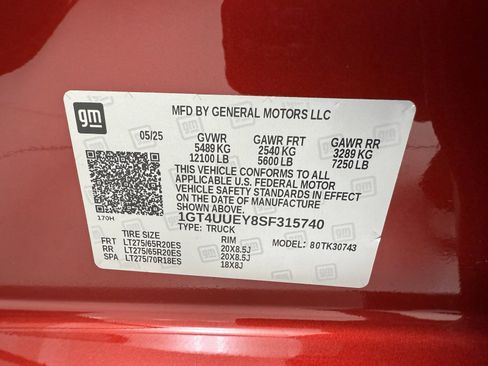 gm
MFD BY GENERAL MOTORS LLC
05/25 GVWR GAWR FRT GAWR RR
5489 KG 2540 KG 3289 KG
12100 LB 5600 LB 7250 LB
THIS VEHICLE CONFORMS TO ALL
APPLICABLE U.S. FEDERAL MOTOR
VEHICLE SAFETY STANDARDS IN EFFECT
ON THE DATE OF MANUFACTURE
SHOWN ABOVE.
170H 1GT4UUEY8SF315740
TYPE: TRUCK
TIRE SIZE RIM MODEL: 80TK30743
FRT LT275/65R20ES 20X8.5J
RR LT275/65R20ES 20X8.5J
SPA LT275/70R18ES 18X8J